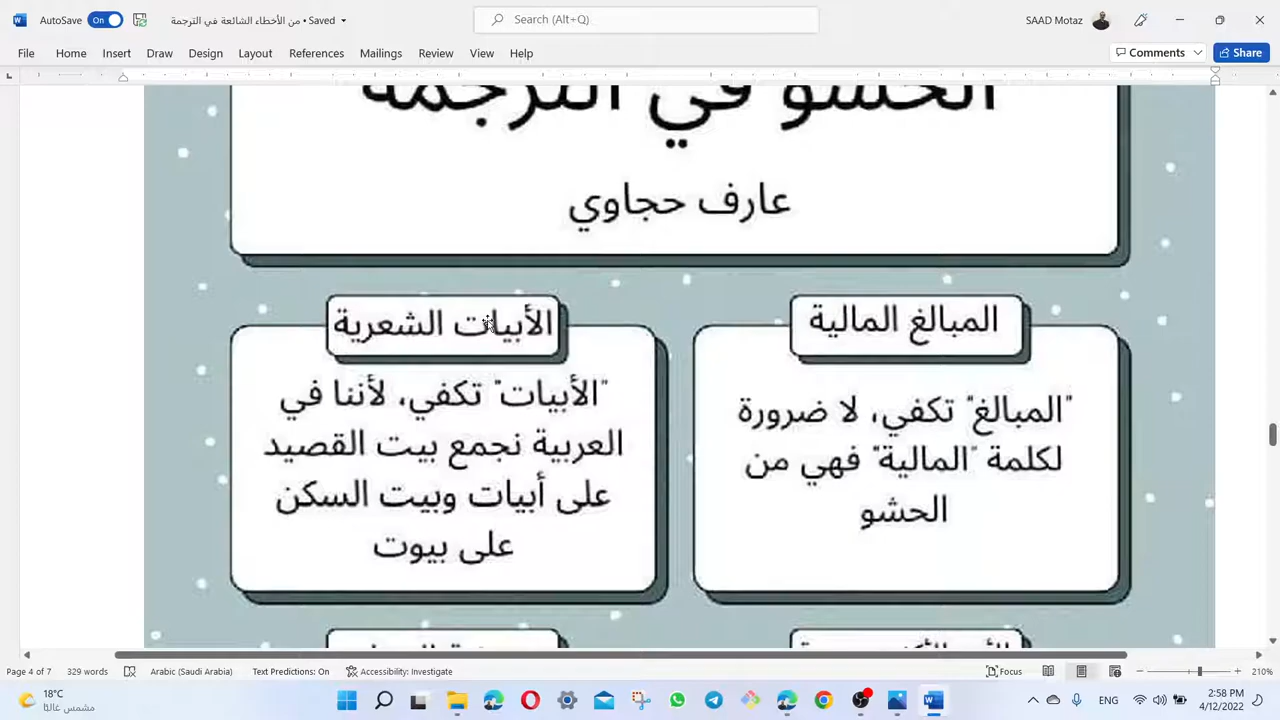 AutoSave On من الأخطاء الشائعة في الترجمة • Saved Search (Alt+Q) SAAD Motaz
File Home Insert Draw Design Layout References Mailings Review View Help Comments Share
الحشو في الترجمة
عارف حجاوي
المبالغ المالية
"المبالغ" تكفي، لا ضرورة
لكلمة "المالية" فهي من
الحشو
الأبيات الشعرية
"الأبيات" تكفي، لأننا في
العربية نجمع بيت القصيد
على أبيات وبيت السكن
على بيوت
Page 4 of 7 329 words Arabic (Saudi Arabia) Text Predictions: On Accessibility: Investigate Focus 210%
18°C
مشمس غالبًا
ENG
2:58 PM
4/12/2022